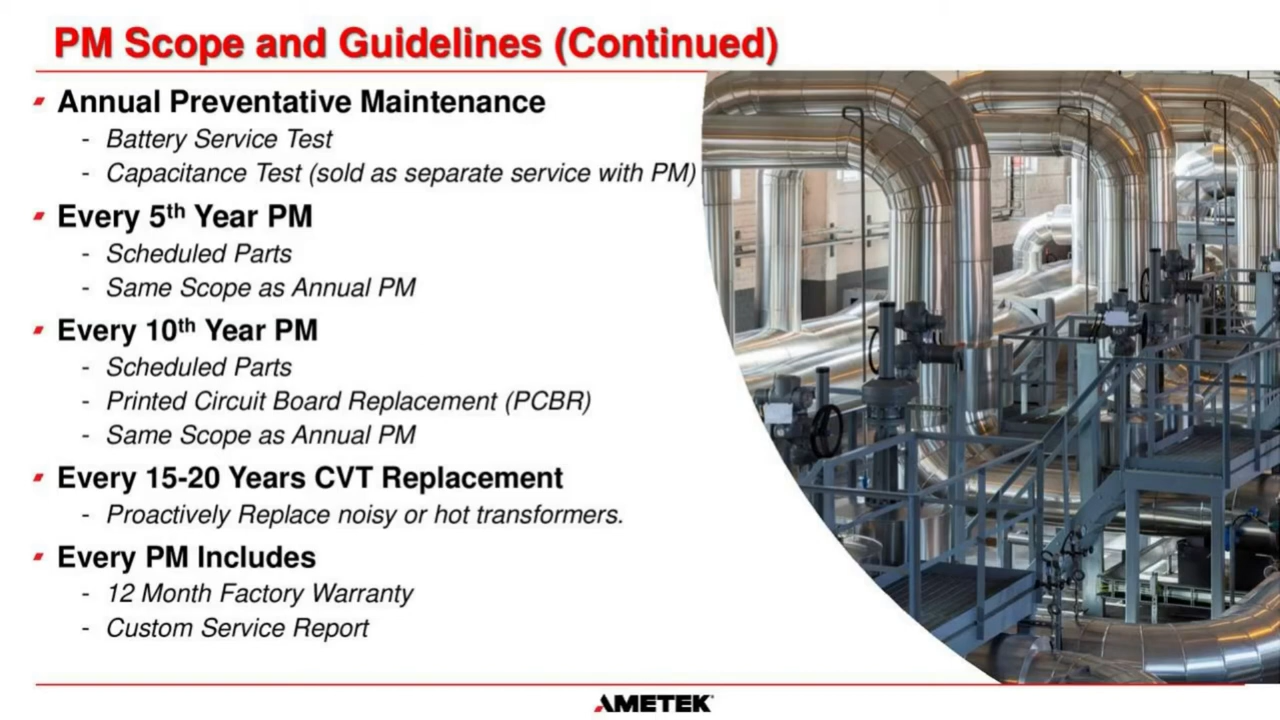 PM Scope and Guidelines (Continued)
Annual Preventative Maintenance
- Battery Service Test
- Capacitance Test (sold as separate service with PM)
Every 5th Year PM
- Scheduled Parts
- Same Scope as Annual PM
Every 10th Year PM
- Scheduled Parts
- Printed Circuit Board Replacement (PCBR)
- Same Scope as Annual PM
Every 15-20 Years CVT Replacement
- Proactively Replace noisy or hot transformers.
Every PM Includes
- 12 Month Factory Warranty
- Custom Service Report
AMETEK